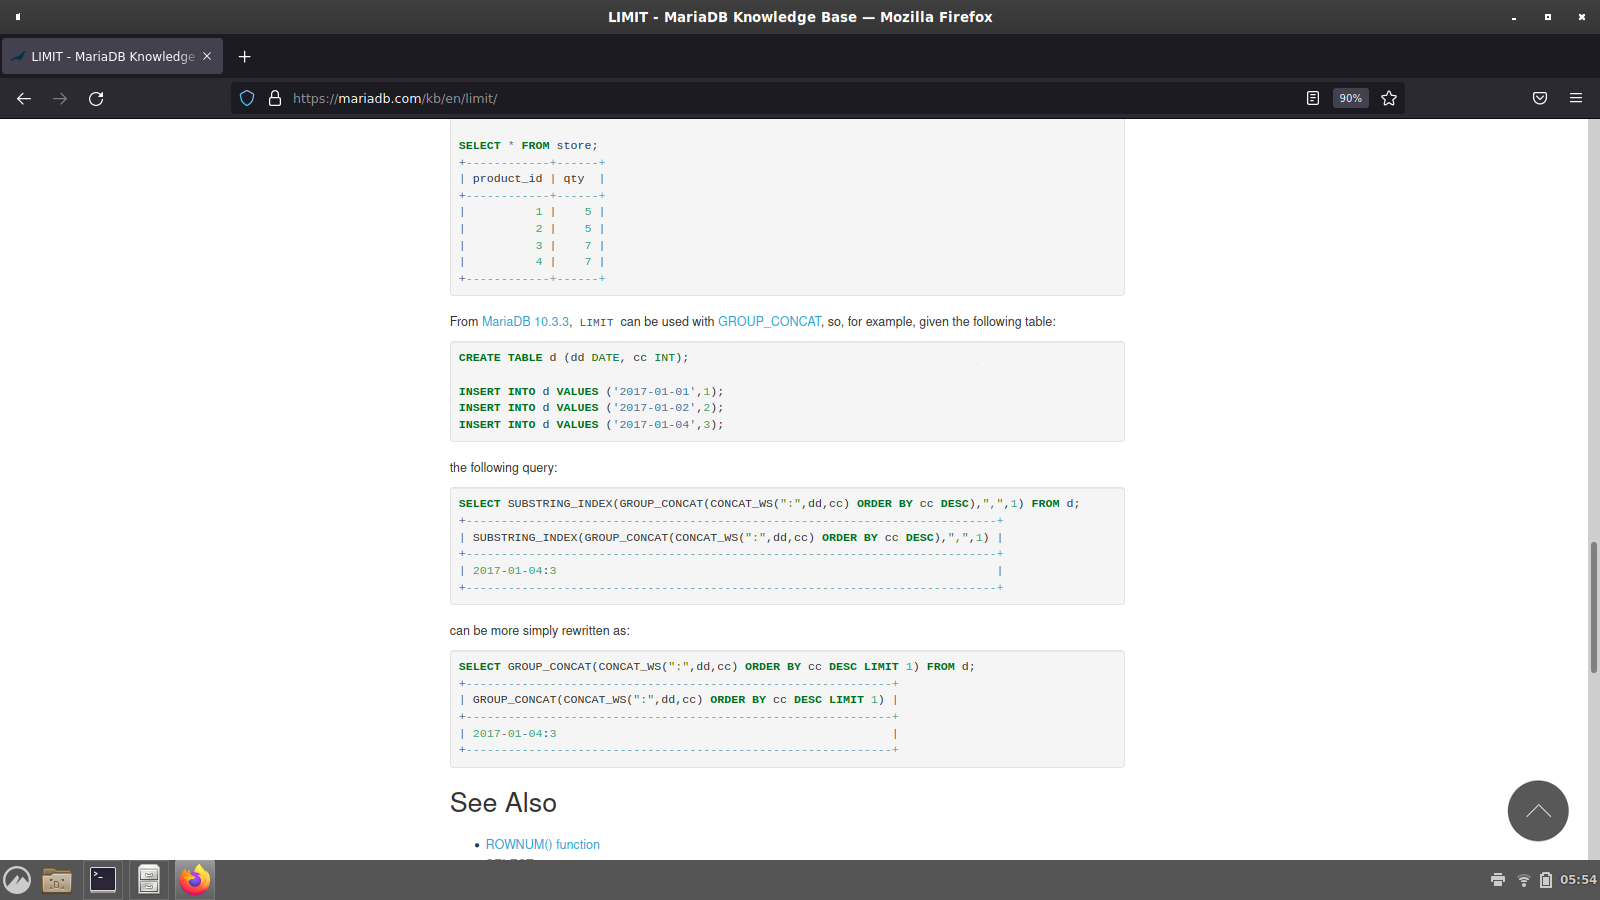 LIMIT - MariaDB Knowledge Base — Mozilla Firefox
LIMIT - MariaDB Knowledge
https://mariadb.com/kb/en/limit/
90%
SELECT * FROM store;
+------------+------+
| product_id | qty  |
+------------+------+
|          1 |    5 |
|          2 |    5 |
|          3 |    7 |
|          4 |    7 |
+------------+------+
From MariaDB 10.3.3, LIMIT can be used with GROUP_CONCAT, so, for example, given the following table:
CREATE TABLE d (dd DATE, cc INT);
INSERT INTO d VALUES ('2017-01-01',1);
INSERT INTO d VALUES ('2017-01-02',2);
INSERT INTO d VALUES ('2017-01-04',3);
the following query:
SELECT SUBSTRING_INDEX(GROUP_CONCAT(CONCAT_WS(":",dd,cc) ORDER BY cc DESC),",",1) FROM d;
+----------------------------------------------------------------------------+
| SUBSTRING_INDEX(GROUP_CONCAT(CONCAT_WS(":",dd,cc) ORDER BY cc DESC),",",1) |
+----------------------------------------------------------------------------+
| 2017-01-04:3                                                               |
+----------------------------------------------------------------------------+
can be more simply rewritten as:
SELECT GROUP_CONCAT(CONCAT_WS(":",dd,cc) ORDER BY cc DESC LIMIT 1) FROM d;
+-------------------------------------------------------------+
| GROUP_CONCAT(CONCAT_WS(":",dd,cc) ORDER BY cc DESC LIMIT 1) |
+-------------------------------------------------------------+
| 2017-01-04:3                                                |
+-------------------------------------------------------------+
See Also
• ROWNUM() function
05:54